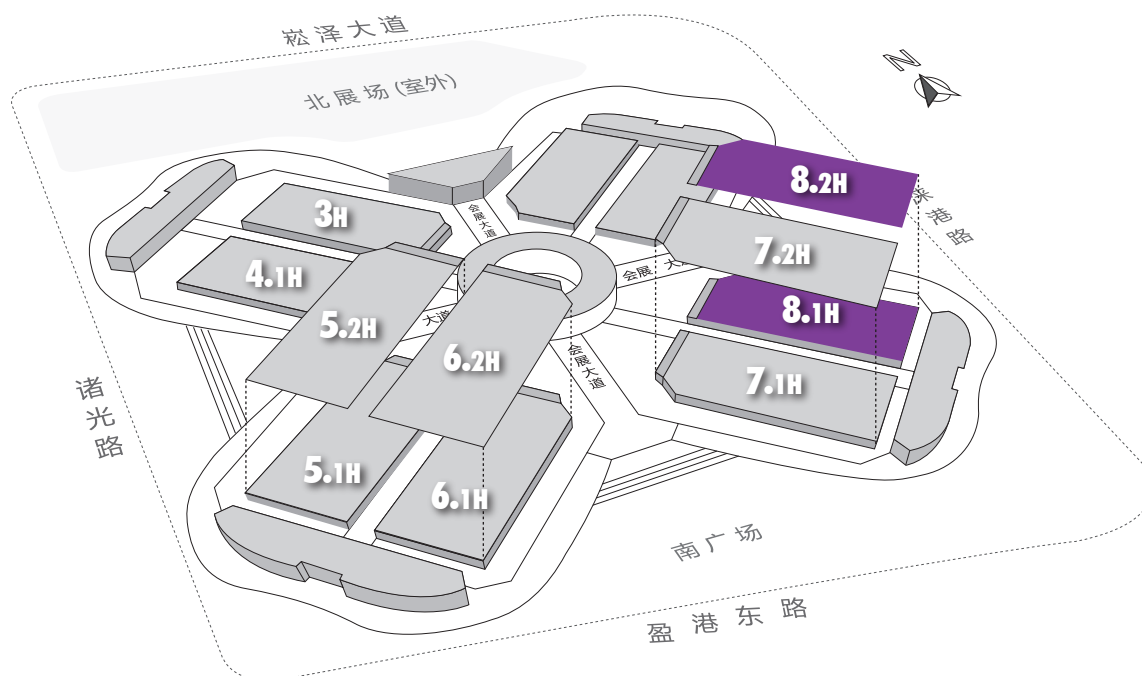 崧泽大道
北展场(室外)
N
涞港路
8.2H
3H
会展大道
7.2H
4.1H
会展 大
8.1H
5.2H
大道
6.2H
会展大道
7.1H
诸光路
5.1H
6.1H
南广场
盈港东路